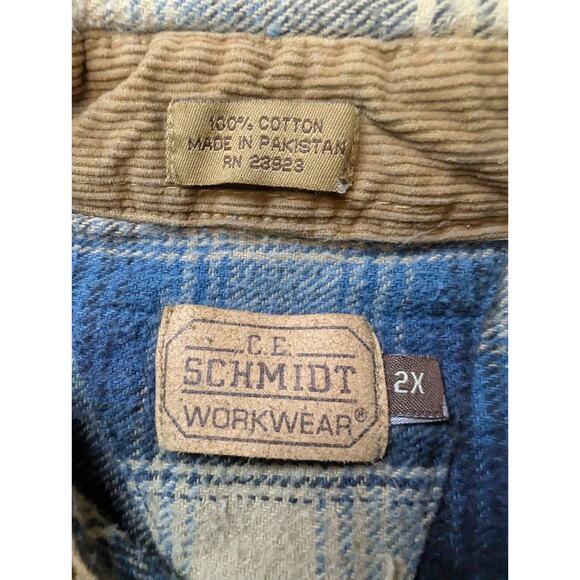 100% COTTON
MADE IN PAKISTAN
RN 23923
C.E.
SCHMIDT
WORKWEAR®
2X